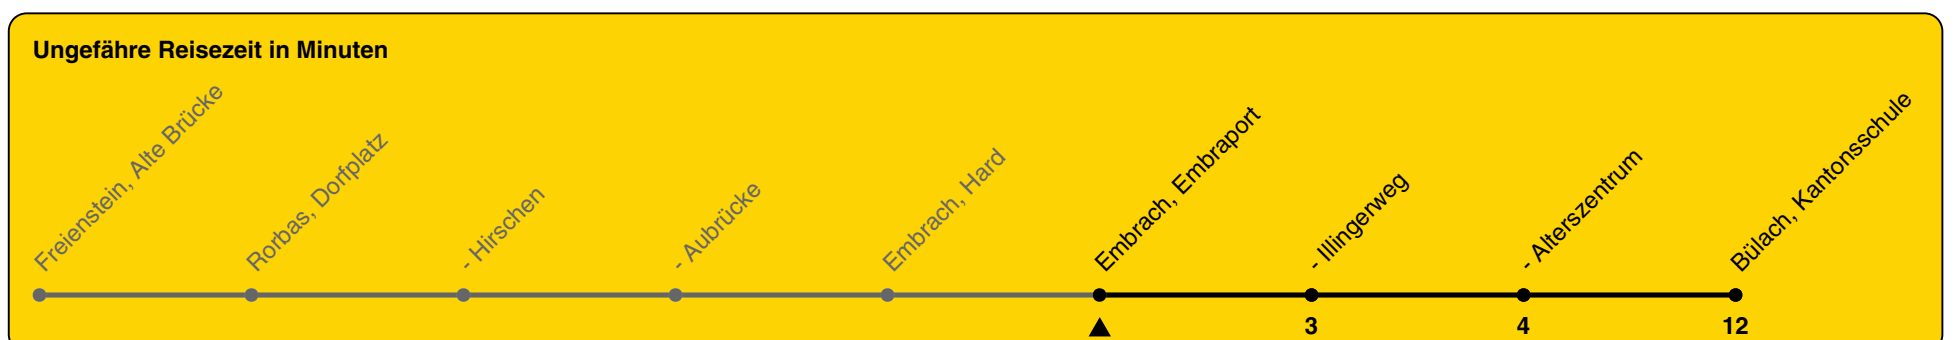 Ungefähre Reisezeit in Minuten
Freienstein, Alte Brücke
Rorbas, Dorfplatz
- Hirschen
- Aubrücke
Embrach, Hard
Embrach, Embraport
- Illingerweg
- Alterszentrum
Bülach, Kantonsschule
3
4
12